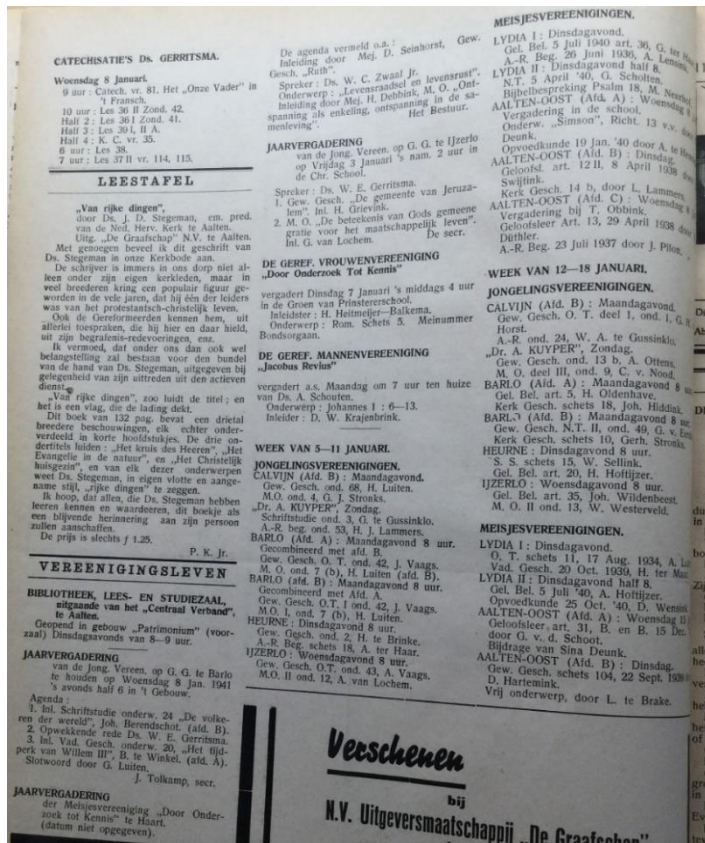 CATECHISATIE'S Ds. GERRITSMA.
Woensdag 8 Januari.
9 uur : Catech. vr. 81. Het „Onze Vader" in
't Fransch.
10 uur : Les 36 II Zond. 42.
Half 2 : Les 36 I Zond. 41.
Half 3 : Les 39 I, II A.
Half 4 : K. C. vr. 35.
6 uur : Les 38.
7 uur : Les 37 II vr. 114, 115.
LEESTAFEL
„Van rijke dingen",
door Ds. J. D. Stegeman, em. pred.
van de Ned. Herv. Kerk te Aalten.
Uitg. „De Graafschap" N.V. te Aalten.
Met genoegen beveel ik dit geschrift van
Ds. Stegeman in onze Kerkbode aan.
De schrijver is immers in ons dorp niet al-
leen onder zijn eigen kerkleden, maar in
veel breederen kring een populair figuur ge-
worden in de vele jaren, dat hij één der leiders
was van het protestantsch-christelijk leven.
Ook de Gereformeerden kennen hem, uit
allerlei toespraken, die hij hier en daar hield,
uit zijn begrafenis-redevoeringen, enz.
Ik vermoed, dat onder ons dan ook wel
belangstelling zal bestaan voor den bundel
van de hand van Ds. Stegeman, uitgegeven bij
gelegenheid van zijn uittreden uit den actieven
dienst.
„Van rijke dingen", zoo luidt de titel ; en
het is een vlag, die de lading dekt.
Dit boek van 132 pag. bevat een drietal
breedere beschouwingen, elk echter onder-
verdeeld in korte hoofdstukjes. De drie on-
dertitels luiden : „Het kruis des Heeren", „Het
Evangelie in de natuur", en „Het Christelijk
huisgezin", en van elk dezer onderwerpen
weet Ds. Stegeman, in eigen vlotte en aange-
name stijl, „rijke dingen" te zeggen.
Ik hoop, dat allen, die Ds. Stegeman hebben
leeren kennen en waardeeren, dit boekje als
een blijvende herinnering aan zijn persoon
zullen aanschaffen.
De prijs is slechts ƒ 1.25.
P. K. Jr.
VEREENIGINGSLEVEN
BIBLIOTHEEK, LEES- EN STUDIEZAAL,
uitgaande van het „Centraal Verband",
te Aalten.
Geopend in gebouw „Patrimonium" (voor-
zaal) Dinsdagsavonds van 8—9 uur.
JAARVERGADERING
van de Jong. Vereen. op G. G. te Barlo
te houden op Woensdag 8 Jan. 1941
's avonds half 6 in 't Gebouw.
Agenda :
1. Inl. Schriftstudie onderw. 24 „De volke-
ren der wereld", Joh. Berendschot. (afd. B).
2. Opwekkende rede Ds. W. E. Gerritsma.
3. Inl. Vad. Gesch. onderw. 20, „Het tijd-
perk van Willem III", B. te Winkel. (afd. A).
Slotwoord door G. Luiten.
J. Tolkamp, secr.
JAARVERGADERING
der Meisjesvereeniging „Door Onder-
zoek tot Kennis" te Haart.
(datum niet opgegeven).
De agenda vermeld o.a. :
Inleiding door Mej. D. Seinhorst, Gew.
Gesch. „Ruth".
Spreker : Ds. W. C. Zwaal Jr.
Onderwerp : „Levensraadsel en levensrust".
Inleiding door Mej. H. Debbink, M. O. „Ont-
spanning als enkeling, ontspanning in de sa-
menleving".
Het Bestuur.
JAARVERGADERING
van de Jong. Vereen. op G. G. te IJzerlo
op Vrijdag 3 Januari 's nam. 2 uur in
de Chr. School.
Spreker : Ds. W. E. Gerritsma.
1. Gew. Gesch. „De gemeente van Jeruza-
lem". Inl. H. Grievink.
2. M. O. „De beteekenis van Gods gemeene
gratie voor het maatschappelijk leven".
Inl. G. van Lochem.
De secr.
DE GEREF. VROUWENVEREENIGING
„Door Onderzoek Tot Kennis"
vergadert Dinsdag 7 Januari 's middags 4 uur
in de Groen van Prinstererschool.
Inleidster : H. Heitmeijer—Balkema.
Onderwerp : Rom. Schets 5. Meinummer
Bondsorgaan.
DE GEREF. MANNENVEREENIGING
„Jacobus Revius"
vergadert a.s. Maandag om 7 uur ten huize
van Ds. A. Schouten.
Onderwerp : Johannes 1 : 6—13.
Inleider : D. W. Krajenbrink.
WEEK VAN 5—11 JANUARI.
JONGELINGSVEREENIGINGEN.
CALVIJN (Afd. B) : Maandagavond.
Gew. Gesch. ond. 68, H. Luiten.
M.O. ond. 4, G. J. Stronks.
„Dr. A. KUYPER", Zondag.
Schriftstudie ond. 3, G. te Gussinklo.
A.-R. beg. ond. 53, H. J. Lammers.
BARLO (Afd. A) : Maandagavond 8 uur.
Gecombineerd met afd. B.
Gew. Gesch. O. T. ond. 42, J. Vaags.
M. O. ond. 7 (b), H. Luiten (afd. B).
BARLO (afd. B) : Maandagavond 8 uur.
Gecombineerd met Afd. A.
Gew. Gesch. O.T. I ond. 42, J. Vaags.
M.O. I, ond. 7 (b), H. Luiten.
HEURNE : Dinsdagavond 8 uur.
Gew. Gesch. ond. 2, H. te Brinke.
A.-R. Beg. schets 18, A. ter Haar.
IJZERLO : Woensdagavond 8 uur.
Gew. Gesch. O.T. ond. 43, A. Vaags.
M.O. II ond. 12, A. van Lochem.
MEISJESVEREENIGINGEN.
LYDIA I : Dinsdagavond.
Gel. Bel. 5 Juli 1940 art. 36, G. ter
A.-R. Beg. 26 Juni 1936, A.
LYDIA II : Dinsdagavond half 8.
N.T. 5 April '40, G. Scholten.
Bijbelbespreking Psalm 18, M.
AALTEN-OOST (Afd. A) : Woensdag
Vergadering in de school.
Onderw. „Simson", Richt. 13 v.v.
Deunk.
Opvoedkunde 19 Jan. '40 door A. te
AALTEN-OOST (Afd. B) : Dinsdag.
Geloofsl. art. 12 II, 8 April 1938
Swijtink.
Kerk Gesch. 14 b, door L. Lammers.
AALTEN-OOST (Afd. C) : Woensdag
Vergadering bij T. Obbink.
Geloofsleer Art. 13, 29 April 1938
Düthler.
A.-R. Beg. 23 Juli 1937 door J. Pilon.
WEEK VAN 12—18 JANUARI.
JONGELINGSVEREENIGINGEN.
CALVIJN (Afd. B) : Maandagavond.
Gew. Gesch. O. T. deel 1, ond. 1, G.
Horst.
A.-R. ond. 24, W. A. te Gussinklo.
„Dr. A. KUYPER", Zondag.
Gew. Gesch. ond. 13 b, A. Ottens.
M. O. deel III, ond. 9, C. v. Nood.
BARLO (Afd. A) : Maandagavond 8
Gel. Bel. art. 5, H. Oldenhave.
Kerk Gesch. schets 18, Joh. Hiddink.
BARLO (Afd. B) : Maandagavond 8 uur.
Gew. Gesch. N.T. II, ond. 49, G. v.
Kerk Gesch. schets 10, Gerh. Stronks.
HEURNE : Dinsdagavond 8 uur.
S. S. schets 15, W. Sellink.
Gel. Bel. art. 20, H. Hoftijzer.
IJZERLO : Woensdagavond 8 uur.
Gel. Bel. art. 35, Joh. Wildenbeest.
M. O. II ond. 13, W. Westerveld.
MEISJESVEREENIGINGEN.
LYDIA I : Dinsdagavond.
O. T. schets 11, 17 Aug. 1934, A.
Vad. Gesch. 20 Oct. 1939, H. ter
LYDIA II : Dinsdagavond half 8.
Gel. Bel. 5 Juli '40, A. Hoftijzer.
Opvoedkunde 25 Oct. '40, D.
AALTEN-OOST (Afd. A) : Woensdag
Geloofsleer art. 31, B. en B. 15 Dec.
door G. v. d. Schoot.
Bijdrage van Sina Deunk.
AALTEN-OOST (Afd. B) : Dinsdag.
Gew. Gesch. schets 104, 22 Sept.
D. Hartemink.
Vrij onderwerp, door L. te Brake.
Verschenen
bij
N.V. Uitgeversmaatschappij „De Graafschap"